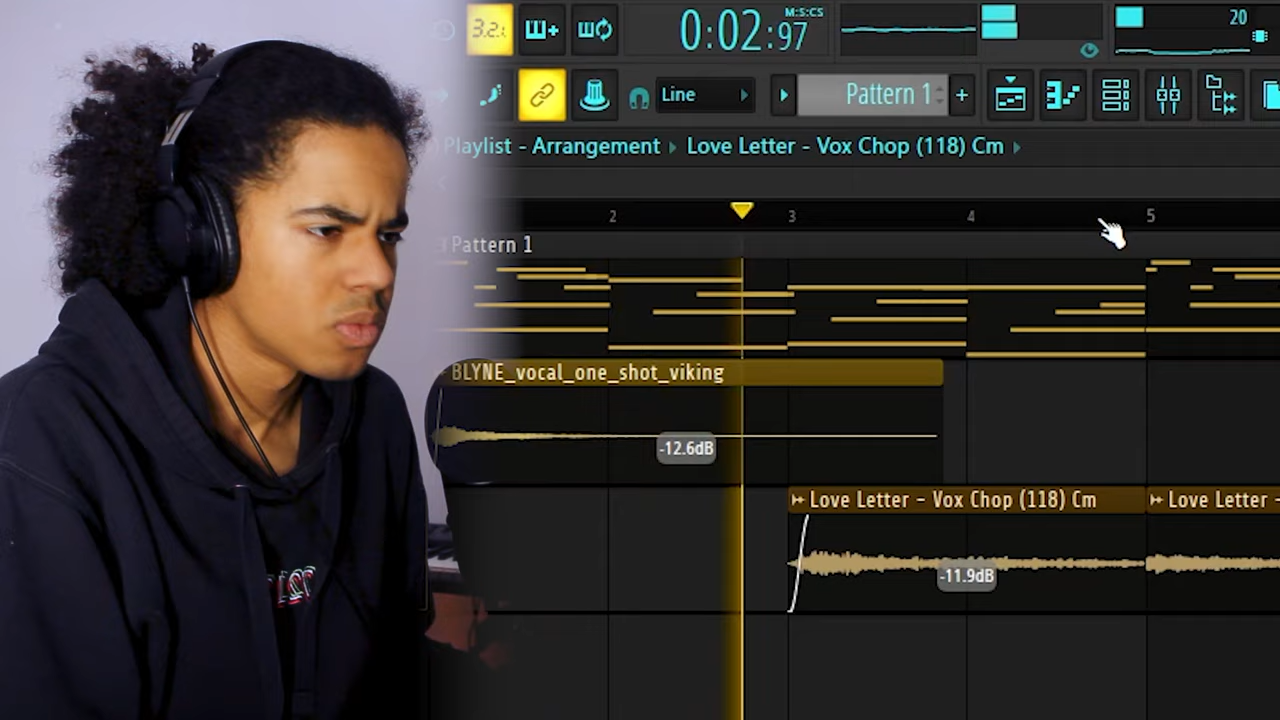 3.2.:
0:02:97
M:S:CS
20
Line
Pattern 1
+
Playlist - Arrangement
Love Letter - Vox Chop (118) Cm
2
3
4
5
Pattern 1
BLYNE_vocal_one_shot_viking
-12.6dB
Love Letter - Vox Chop (118) Cm
Love Letter -
-11.9dB